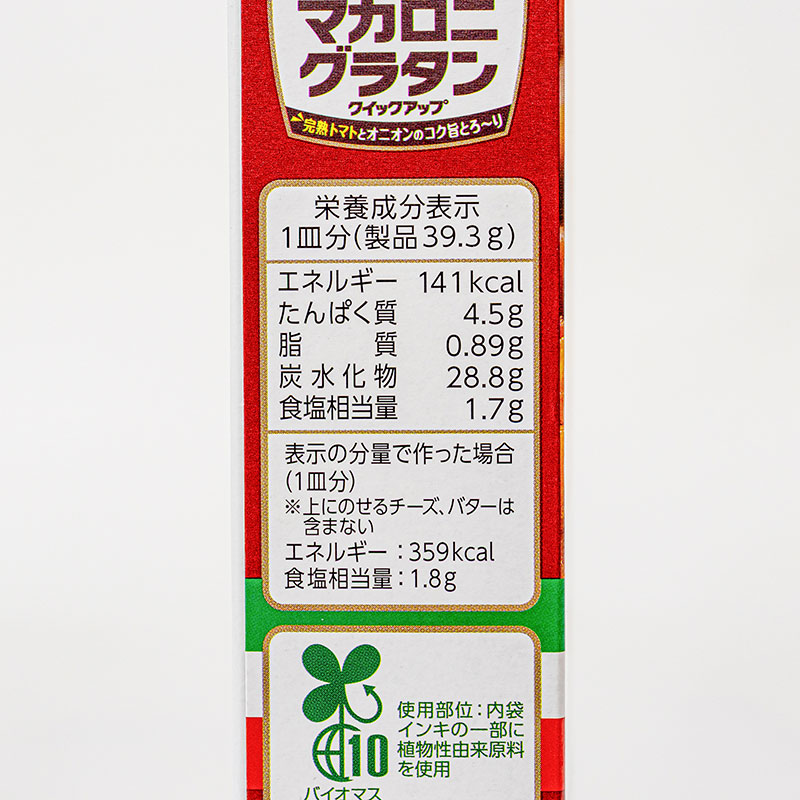 マカロニ
グラタン
クイックアップ
完熟トマトとオニオンのコク旨とろ～り
栄養成分表示
1皿分(製品39.3g)
エネルギー 141kcal
たんぱく質 4.5g
脂質 0.89g
炭水化物 28.8g
食塩相当量 1.7g
表示の分量で作った場合
(1皿分)
※上にのせるチーズ、バターは
含まない
エネルギー：359kcal
食塩相当量：1.8g
10
バイオマス
使用部位：内袋
インキの一部に
植物性由来原料
を使用